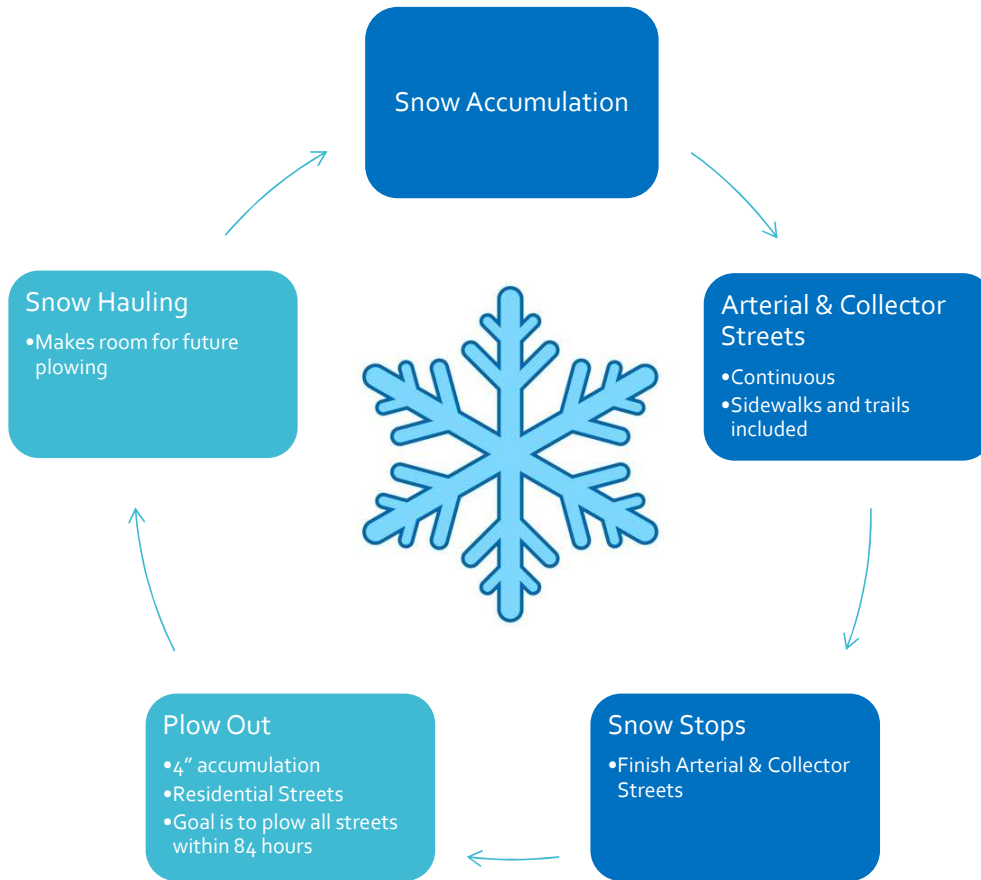 Snow Accumulation
Arterial & Collector
Streets
•Continuous
•Sidewalks and trails
included
Snow Stops
•Finish Arterial & Collector
Streets
Plow Out
•4” accumulation
•Residential Streets
•Goal is to plow all streets
within 84 hours
Snow Hauling
•Makes room for future
plowing